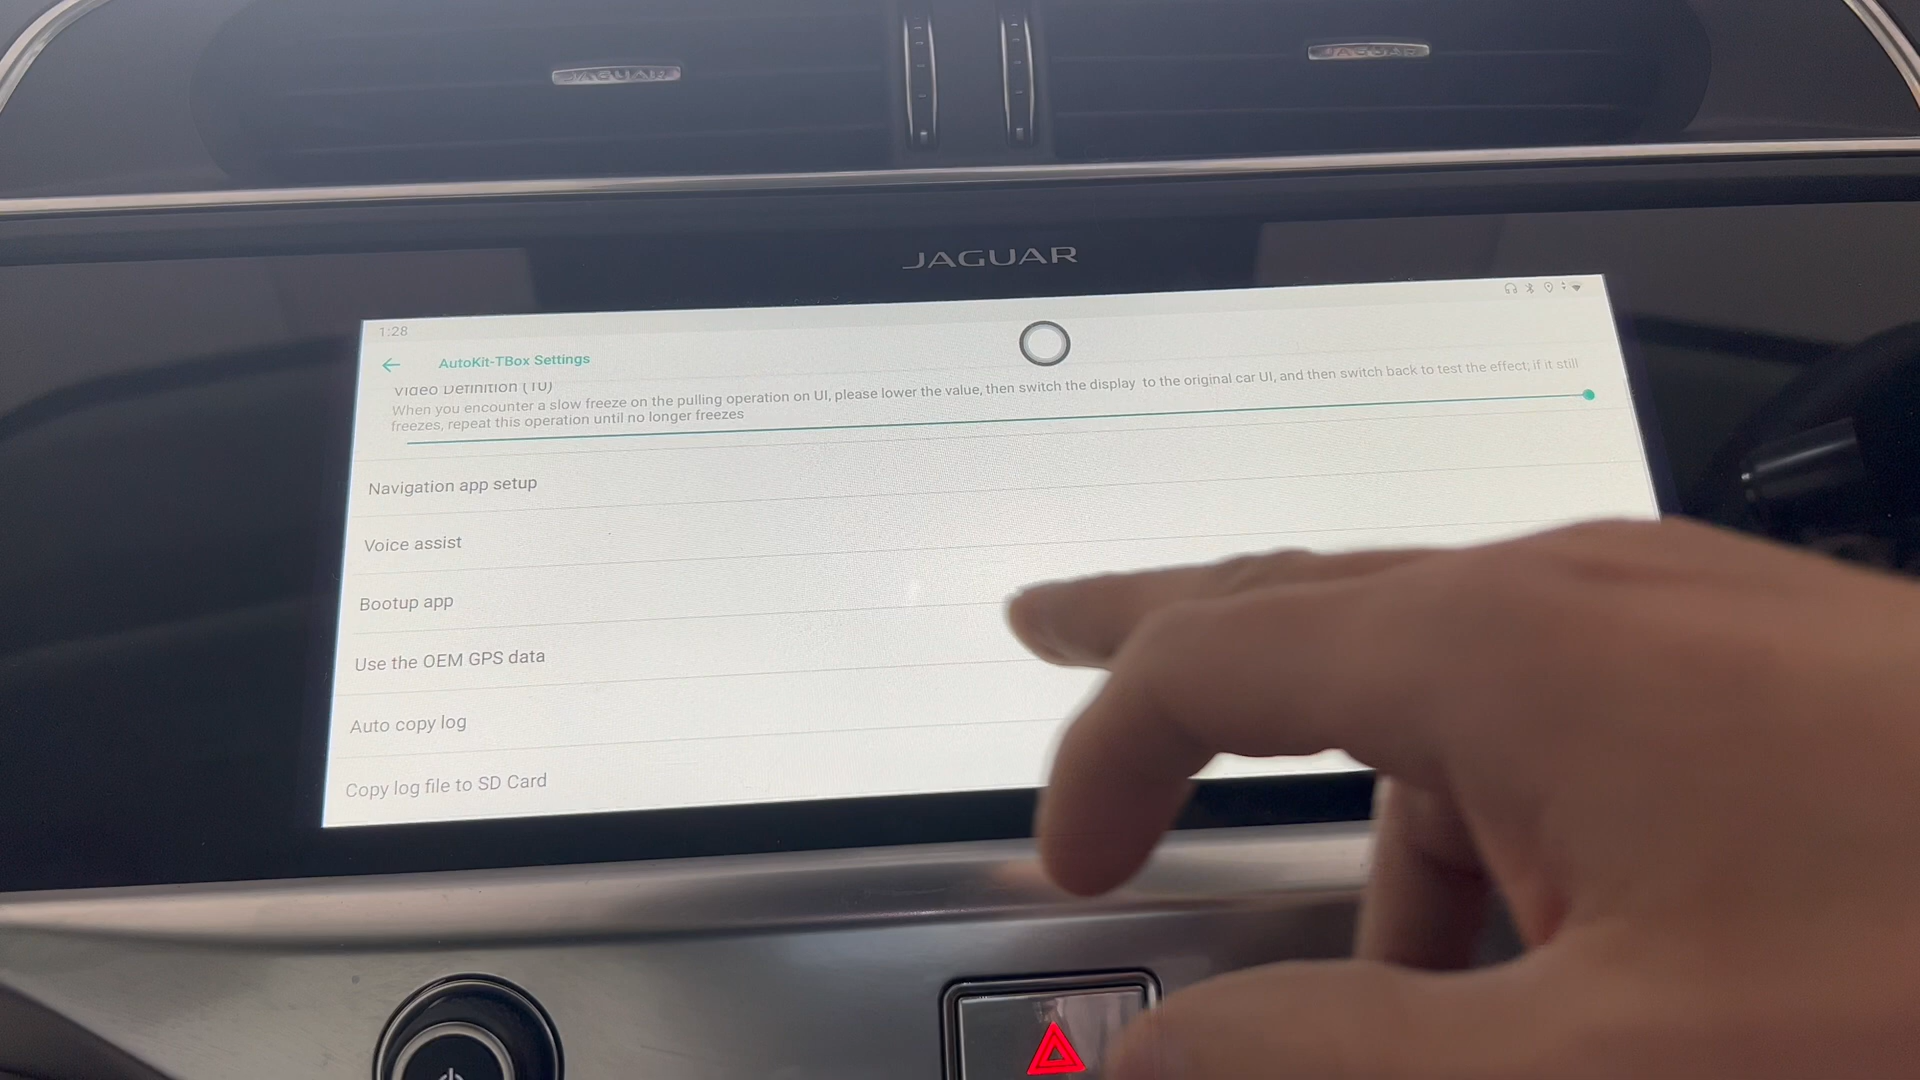 JAGUAR
JAGUAR
JAGUAR
1:28
AutoKit-TBox Settings
Video Definition (10)
When you encounter a slow freeze on the pulling operation on UI, please lower the value, then switch the display to the original car UI, and then switch back to test the effect; if it still
freezes, repeat this operation until no longer freezes
Navigation app setup
Voice assist
Bootup app
Use the OEM GPS data
Auto copy log
Copy log file to SD Card